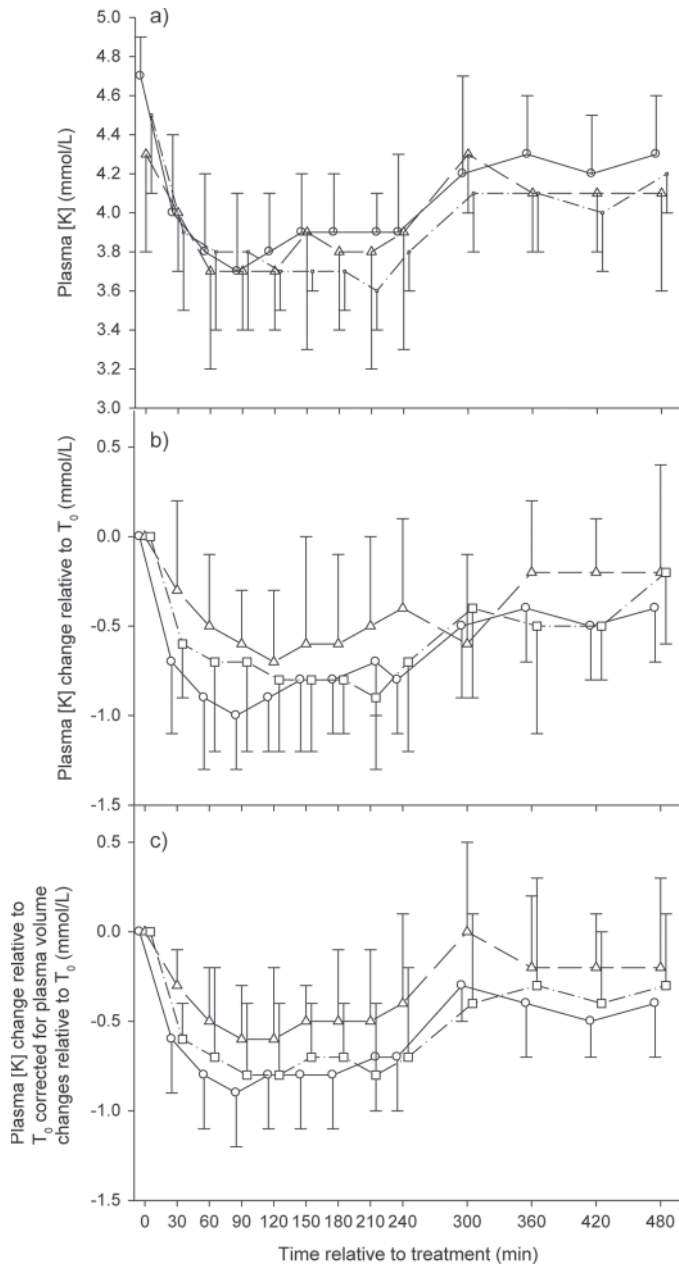 a)
Plasma [K] (mmol/L)
5.0
4.8
4.6
4.4
4.2
4.0
3.8
3.6
3.4
3.2
3.0
b)
Plasma [K] change relative to T0 (mmol/L)
0.5
0.0
-0.5
-1.0
-1.5
c)
Plasma [K] change relative to
T0 corrected for plasma volume
changes relative to T0 (mmol/L)
0.5
0.0
-0.5
-1.0
-1.5
0 30 60 90 120 150 180 210 240 300 360 420 480
Time relative to treatment (min)